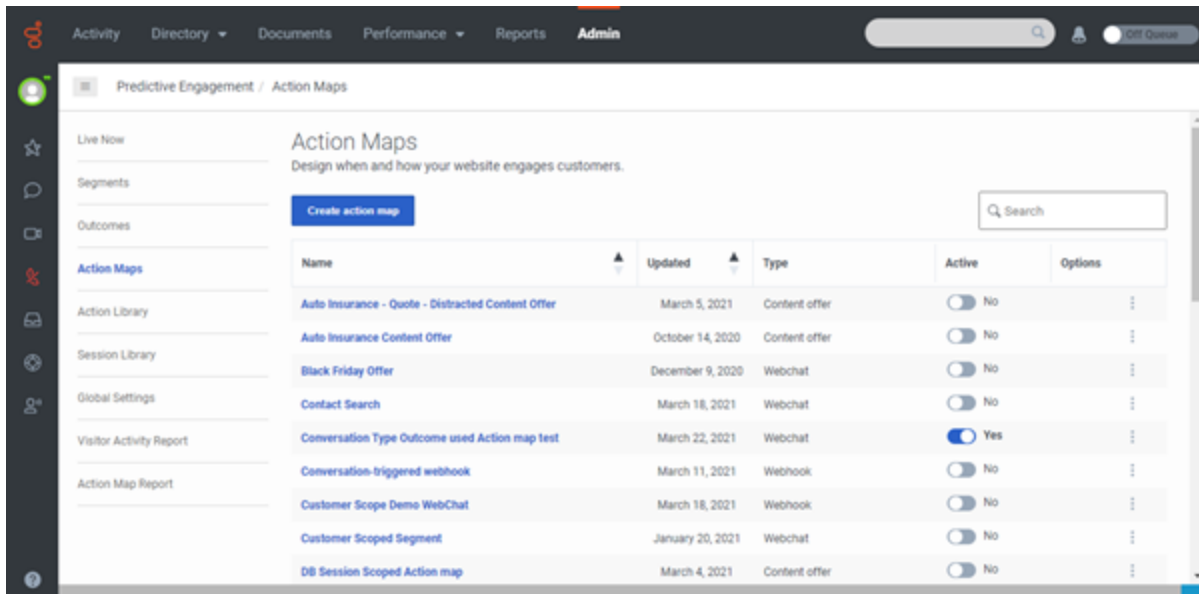 Activity Directory Documents Performance Reports Admin Off Queue
Predictive Engagement / Action Maps
Live Now
Segments
Outcomes
Action Maps
Action Library
Session Library
Global Settings
Visitor Activity Report
Action Map Report
Action Maps
Design when and how your website engages customers.
Create action map
Search
Name Updated Type Active Options
Auto Insurance - Quote - Distracted Content Offer March 5, 2021 Content offer No
Auto Insurance Content Offer October 14, 2020 Content offer No
Black Friday Offer December 9, 2020 Webchat No
Contact Search March 18, 2021 Webchat No
Conversation Type Outcome used Action map test March 22, 2021 Webchat Yes
Conversation-triggered webhook March 11, 2021 Webhook No
Customer Scope Demo WebChat March 18, 2021 Webhook No
Customer Scoped Segment January 20, 2021 Webchat No
DB Session Scoped Action map March 4, 2021 Content offer No